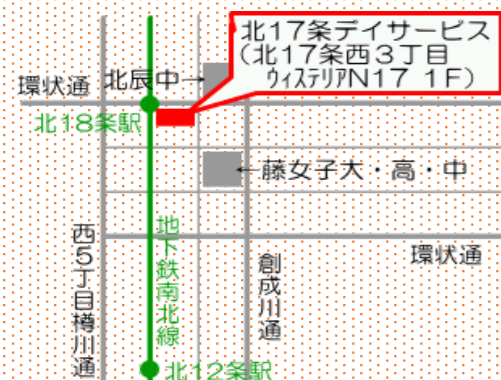 北17条デイサービス
(北17条西3丁目
ウィステリアN17 1F)
北辰中→
環状通
北18条駅
←藤女子大・高・中
西5丁目樽川通
地下鉄南北線
創成川通
環状通
北12条駅